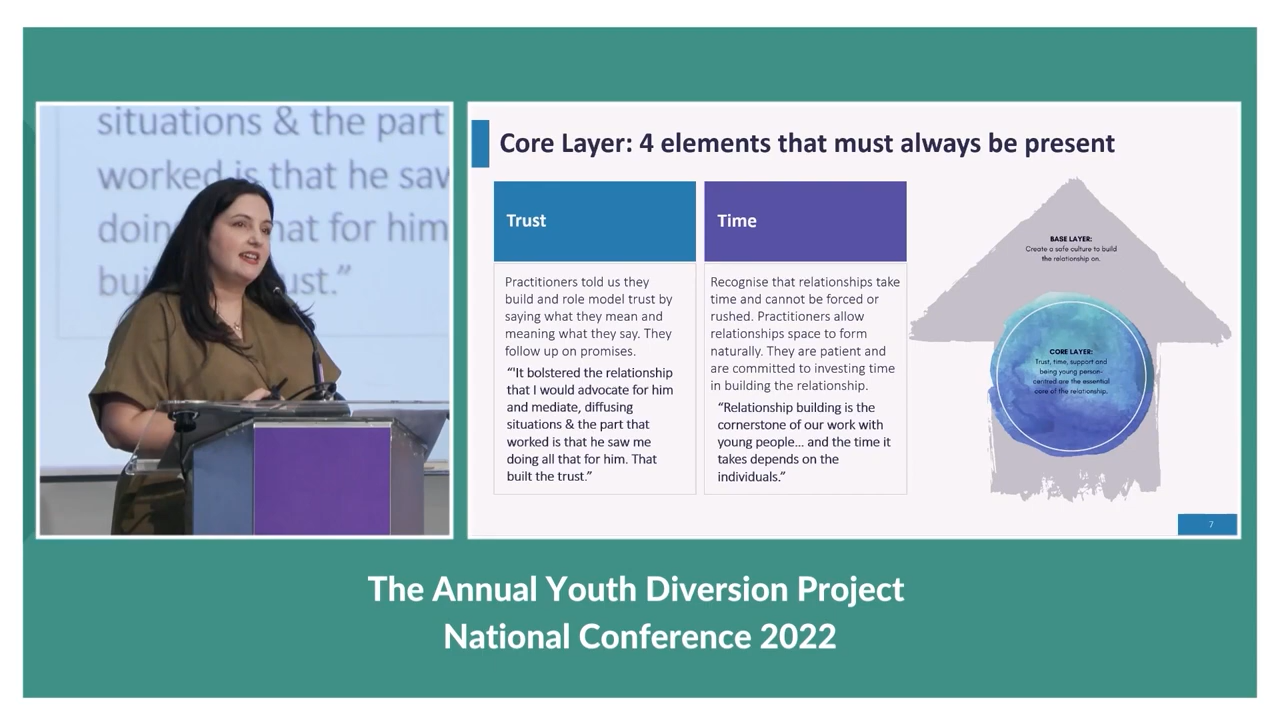 situations & the part
worked is that he saw
doing
that for him
ust.”
Core Layer: 4 elements that must always be present
Trust
Practitioners told us they
build and role model trust by
saying what they mean and
meaning what they say. They
follow up on promises.
“'It bolstered the relationship
that I would advocate for him
and mediate, diffusing
situations & the part that
worked is that he saw me
doing all that for him. That
built the trust.”
Time
Recognise that relationships take
time and cannot be forced or
rushed. Practitioners allow
relationships space to form
naturally. They are patient and
are committed to investing time
in building the relationship.
“Relationship building is the
cornerstone of our work with
young people... and the time it
takes depends on the
individuals.”
BASE LAYER:
Create a safe culture to build
the relationship on.
CORE LAYER:
Trust, time, support and
being young person-
centred are the essential
core of the relationship.
7
The Annual Youth Diversion Project
National Conference 2022